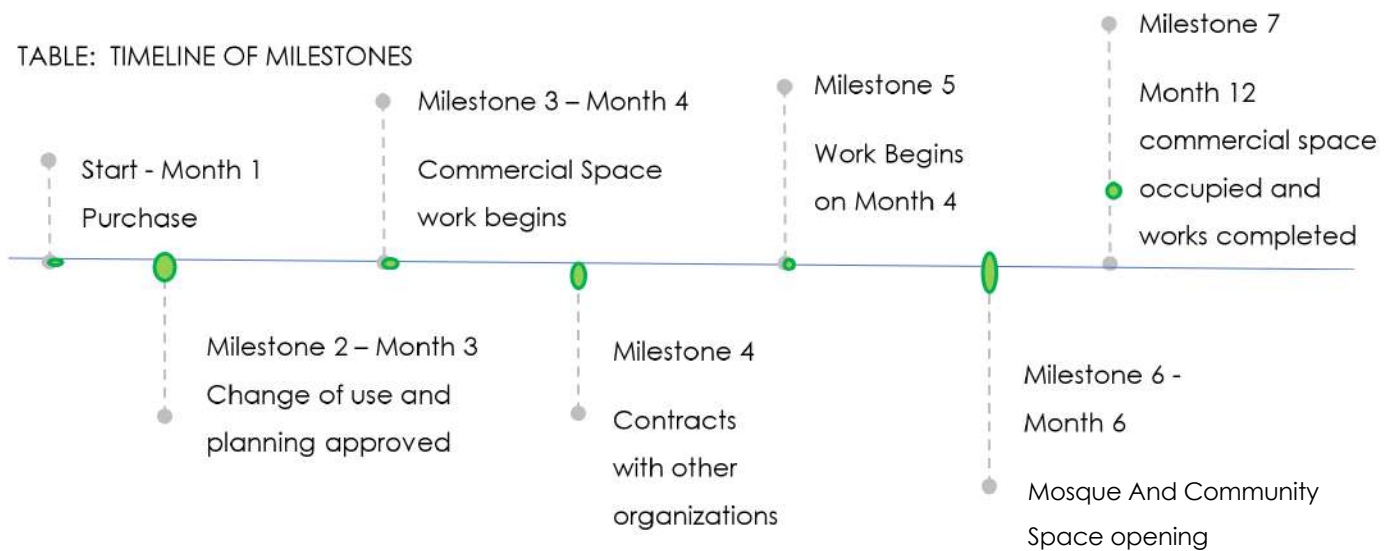 TABLE: TIMELINE OF MILESTONES
Start - Month 1
Purchase
Milestone 2 – Month 3
Change of use and
planning approved
Milestone 3 – Month 4
Commercial Space
work begins
Milestone 4
Contracts
with other
organizations
Milestone 5
Work Begins
on Month 4
Milestone 6 -
Month 6
Mosque And Community
Space opening
Milestone 7
Month 12
commercial space
occupied and
works completed